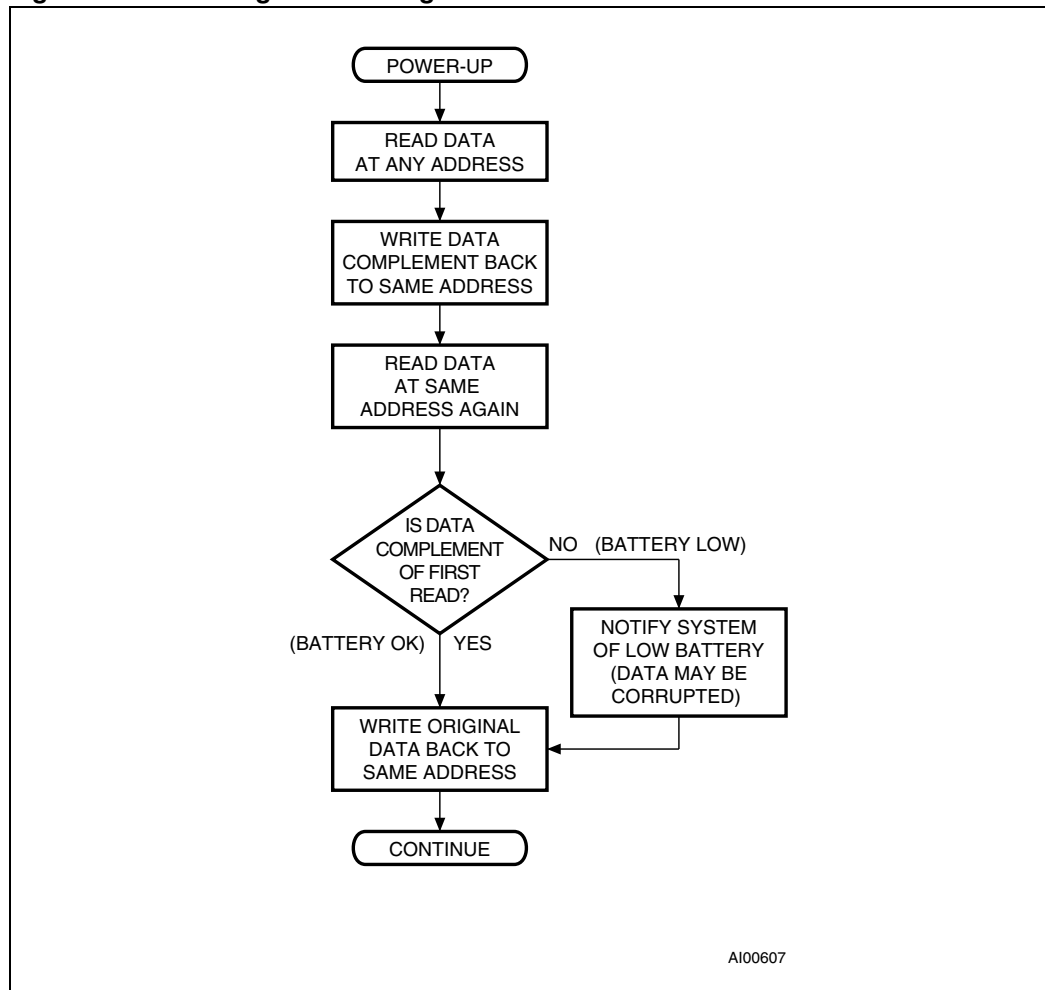 POWER-UP
READ DATA
AT ANY ADDRESS
WRITE DATA
COMPLEMENT BACK
TO SAME ADDRESS
READ DATA
AT SAME
ADDRESS AGAIN
IS DATA
COMPLEMENT
OF FIRST
READ?
NO (BATTERY LOW)
NOTIFY SYSTEM
OF LOW BATTERY
(DATA MAY BE
CORRUPTED)
(BATTERY OK) YES
WRITE ORIGINAL
DATA BACK TO
SAME ADDRESS
CONTINUE
AI00607